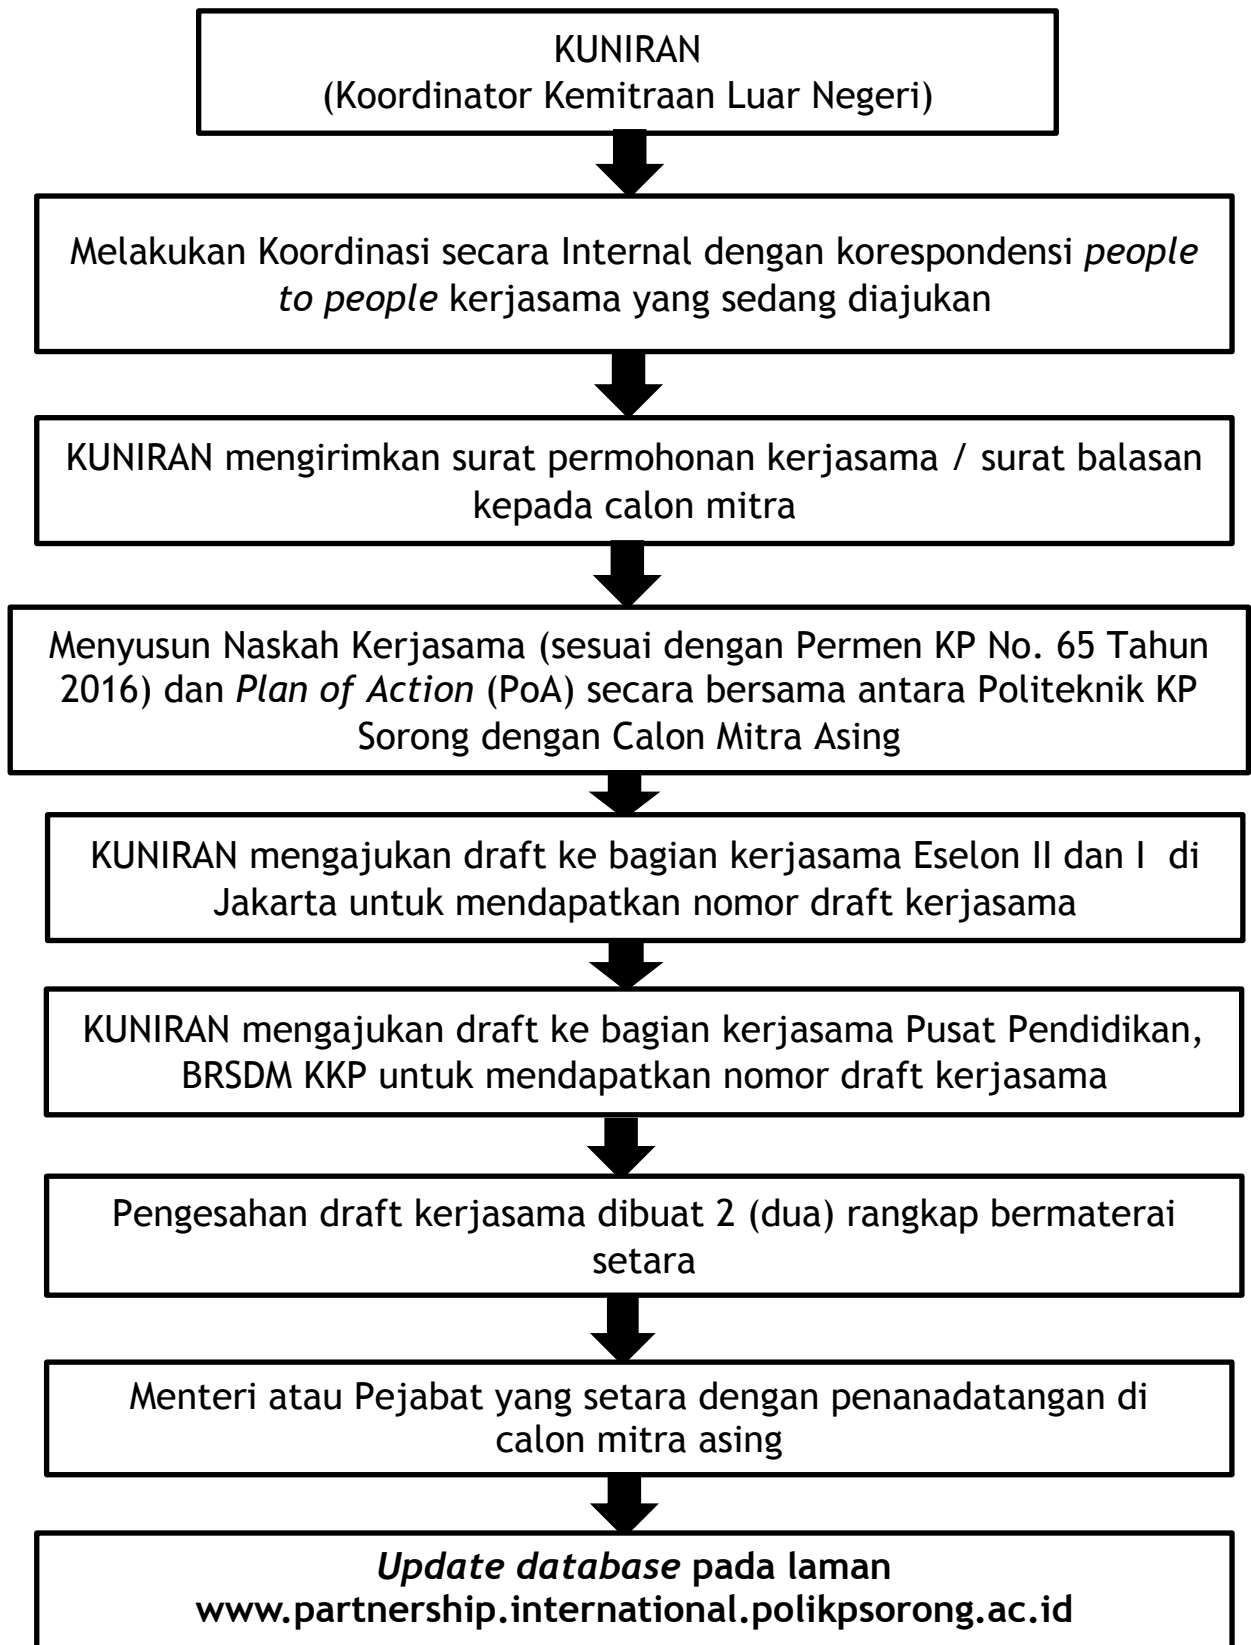 KUNIRAN
(Koordinator Kemitraan Luar Negeri)
Melakukan Koordinasi secara Internal dengan korespondensi people
to people kerjasama yang sedang diajukan
KUNIRAN mengirimkan surat permohonan kerjasama / surat balasan
kepada calon mitra
Menyusun Naskah Kerjasama (sesuai dengan Permen KP No. 65 Tahun
2016) dan Plan of Action (PoA) secara bersama antara Politeknik KP
Sorong dengan Calon Mitra Asing
KUNIRAN mengajukan draft ke bagian kerjasama Eselon II dan I di
Jakarta untuk mendapatkan nomor draft kerjasama
KUNIRAN mengajukan draft ke bagian kerjasama Pusat Pendidikan,
BRSDM KKP untuk mendapatkan nomor draft kerjasama
Pengesahan draft kerjasama dibuat 2 (dua) rangkap bermaterai
setara
Menteri atau Pejabat yang setara dengan penanadatangan di
calon mitra asing
Update database pada laman
www.partnership.international.polikpsorong.ac.id